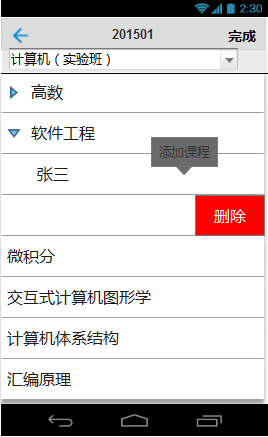 2:30
201501
完成
计算机（实验班）
高数
软件工程
添加课程
张三
删除
微积分
交互式计算机图形学
计算机体系结构
汇编原理